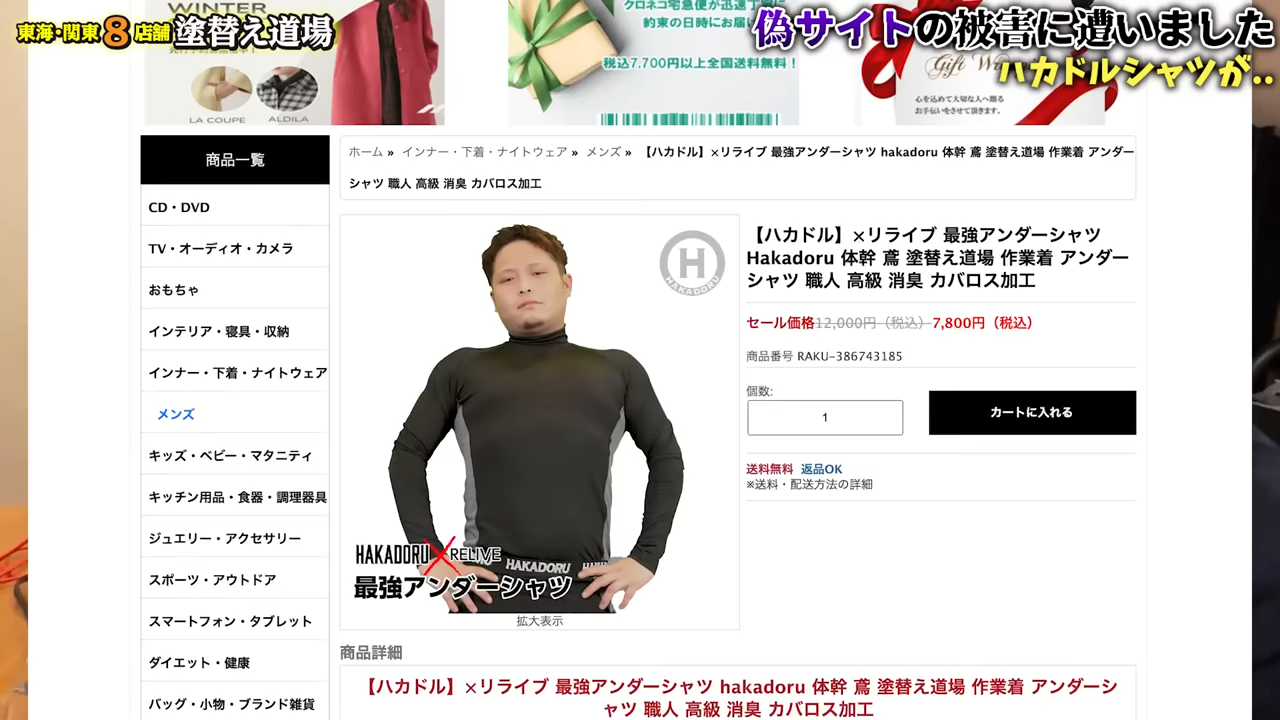 東海・関東8店舗塗替え道場
偽サイトの被害に遭いました
ハカドルシャツが..
WINTER
クロネコ宅急便が迅速丁寧に
約束の日時にお届け
税込7,700円以上全国送料無料！
Gift W
心を込めて大切な人へ贈る
お手伝いをさせて頂きます。
LA COUPE
ALDILA
商品一覧
CD・DVD
TV・オーディオ・カメラ
おもちゃ
インテリア・寝具・収納
インナー・下着・ナイトウェア
メンズ
キッズ・ベビー・マタニティ
キッチン用品・食器・調理器具
ジュエリー・アクセサリー
スポーツ・アウトドア
スマートフォン・タブレット
ダイエット・健康
バッグ・小物・ブランド雑貨
ホーム » インナー・下着・ナイトウェア » メンズ » 【ハカドル】×リライブ 最強アンダーシャツ hakadoru 体幹 鳶 塗替え道場 作業着 アンダー
シャツ 職人 高級 消臭 カバロス加工
H
HAKADORU
HAKADORU
HAKADORU×RELIVE
最強アンダーシャツ
拡大表示
【ハカドル】×リライブ 最強アンダーシャツ
Hakadoru 体幹 鳶 塗替え道場 作業着 アンダー
シャツ 職人 高級 消臭 カバロス加工
セール価格12,000円（税込）7,800円（税込）
商品番号 RAKU-386743185
個数:
1
カートに入れる
送料無料 返品OK
※送料・配送方法の詳細
商品詳細
【ハカドル】×リライブ 最強アンダーシャツ hakadoru 体幹 鳶 塗替え道場 作業着 アンダーシ
ャツ 職人 高級 消臭 カバロス加工